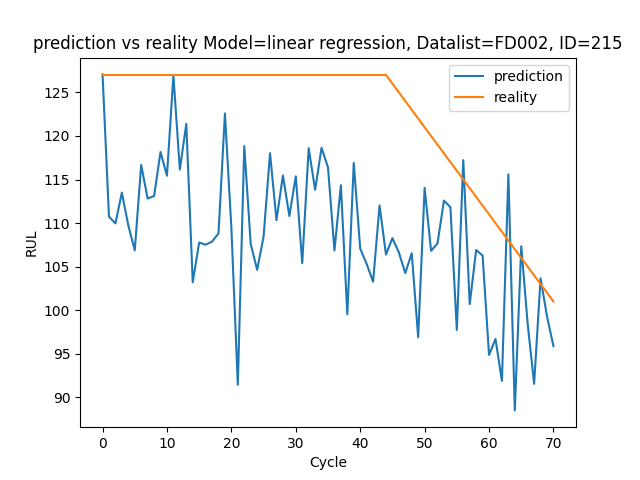 prediction vs reality Model=linear regression, Datalist=FD002, ID=215
prediction
reality
125
120
115
110
105
100
95
90
RUL
0 10 20 30 40 50 60 70
Cycle